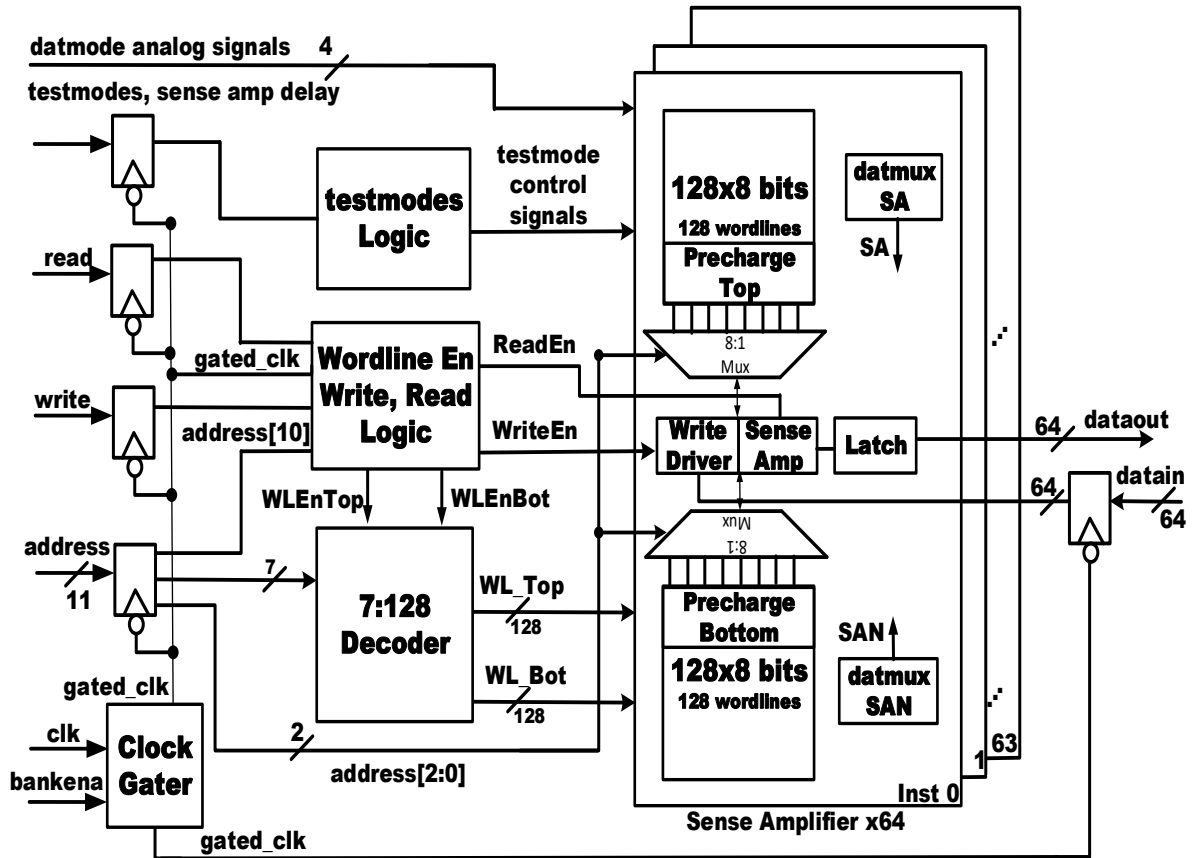 datmode analog signals 4
testmodes, sense amp delay
testmodes
Logic
testmode
control
signals
128x8 bits
128 wordlines
Precharge
Top
datmux
SA
SA
8:1
Mux
read
gated_clk
Wordline En
Write, Read
Logic
ReadEn
write
address[10]
WriteEn
Write
Driver
Sense
Amp
Latch
64
dataout
WLEnTop
WLEnBot
64
datain
64
Mux
8:1
address
11
7
7:128
Decoder
WL_Top
128
Precharge
Bottom
SAN
WL_Bot
128
128x8 bits
128 wordlines
datmux
SAN
gated_clk
clk
bankena
Clock
Gater
2
address[2:0]
1
63
Inst 0
Sense Amplifier x64
gated_clk